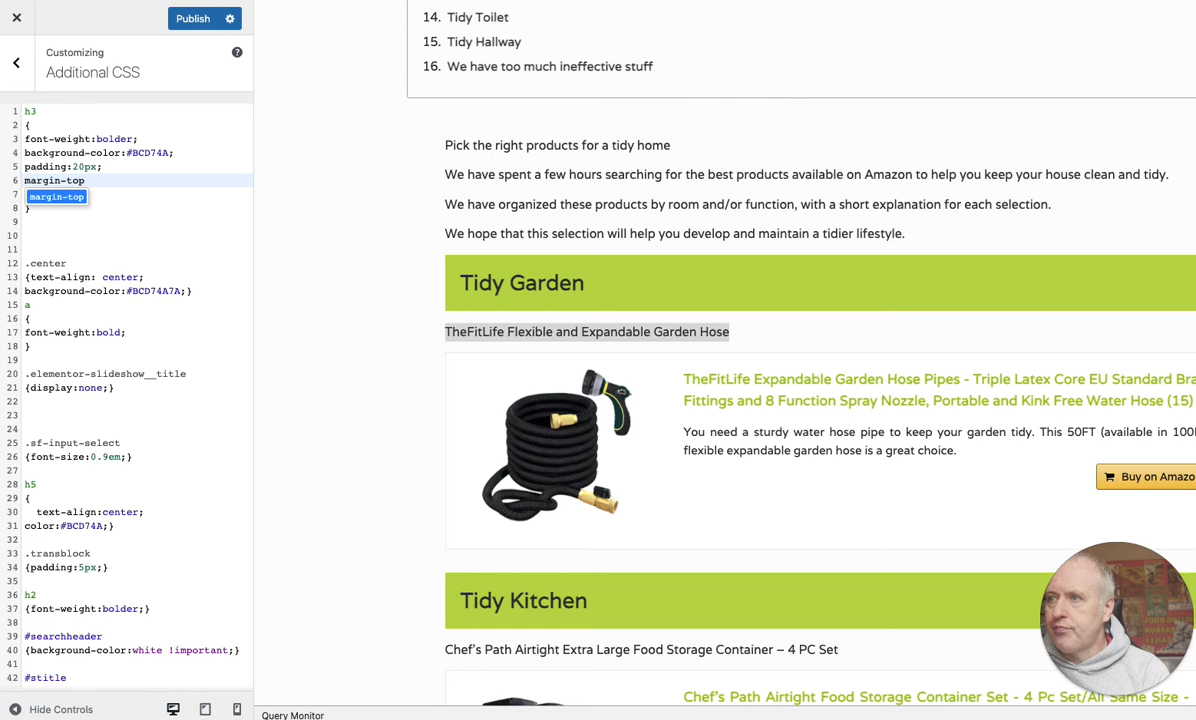 Publish
Customizing
Additional CSS
1 h3
2 {
3 font-weight:bolder;
4 background-color:#BCD74A;
5 padding:20px;
6 margin-top
7 margin-top
8 }
9
10
11
12 .center
13 {text-align: center;
14 background-color:#BCD74A7A;}
15 a
16 {
17 font-weight:bold;
18 }
19
20 .elementor-slideshow__title
21 {display:none;}
22
23
24
25 .sf-input-select
26 {font-size:0.9em;}
27
28 h5
29 {
30 text-align:center;
31 color:#BCD74A;}
32
33 .transblock
34 {padding:5px;}
35
36 h2
37 {font-weight:bolder;}
38
39 #searchheader
40 {background-color:white !important;}
41
42 #stitle
Hide Controls
14. Tidy Toilet
15. Tidy Hallway
16. We have too much ineffective stuff
Pick the right products for a tidy home
We have spent a few hours searching for the best products available on Amazon to help you keep your house clean and tidy.
We have organized these products by room and/or function, with a short explanation for each selection.
We hope that this selection will help you develop and maintain a tidier lifestyle.
Tidy Garden
TheFitLife Flexible and Expandable Garden Hose
TheFitLife Expandable Garden Hose Pipes - Triple Latex Core EU Standard Bra
Fittings and 8 Function Spray Nozzle, Portable and Kink Free Water Hose (15)
You need a sturdy water hose pipe to keep your garden tidy. This 50FT (available in 100
flexible expandable garden hose is a great choice.
Buy on Amazo
Tidy Kitchen
Chef's Path Airtight Extra Large Food Storage Container – 4 PC Set
Chef's Path Airtight Food Storage Container Set - 4 Pc Set/All Same Size -
Query Monitor